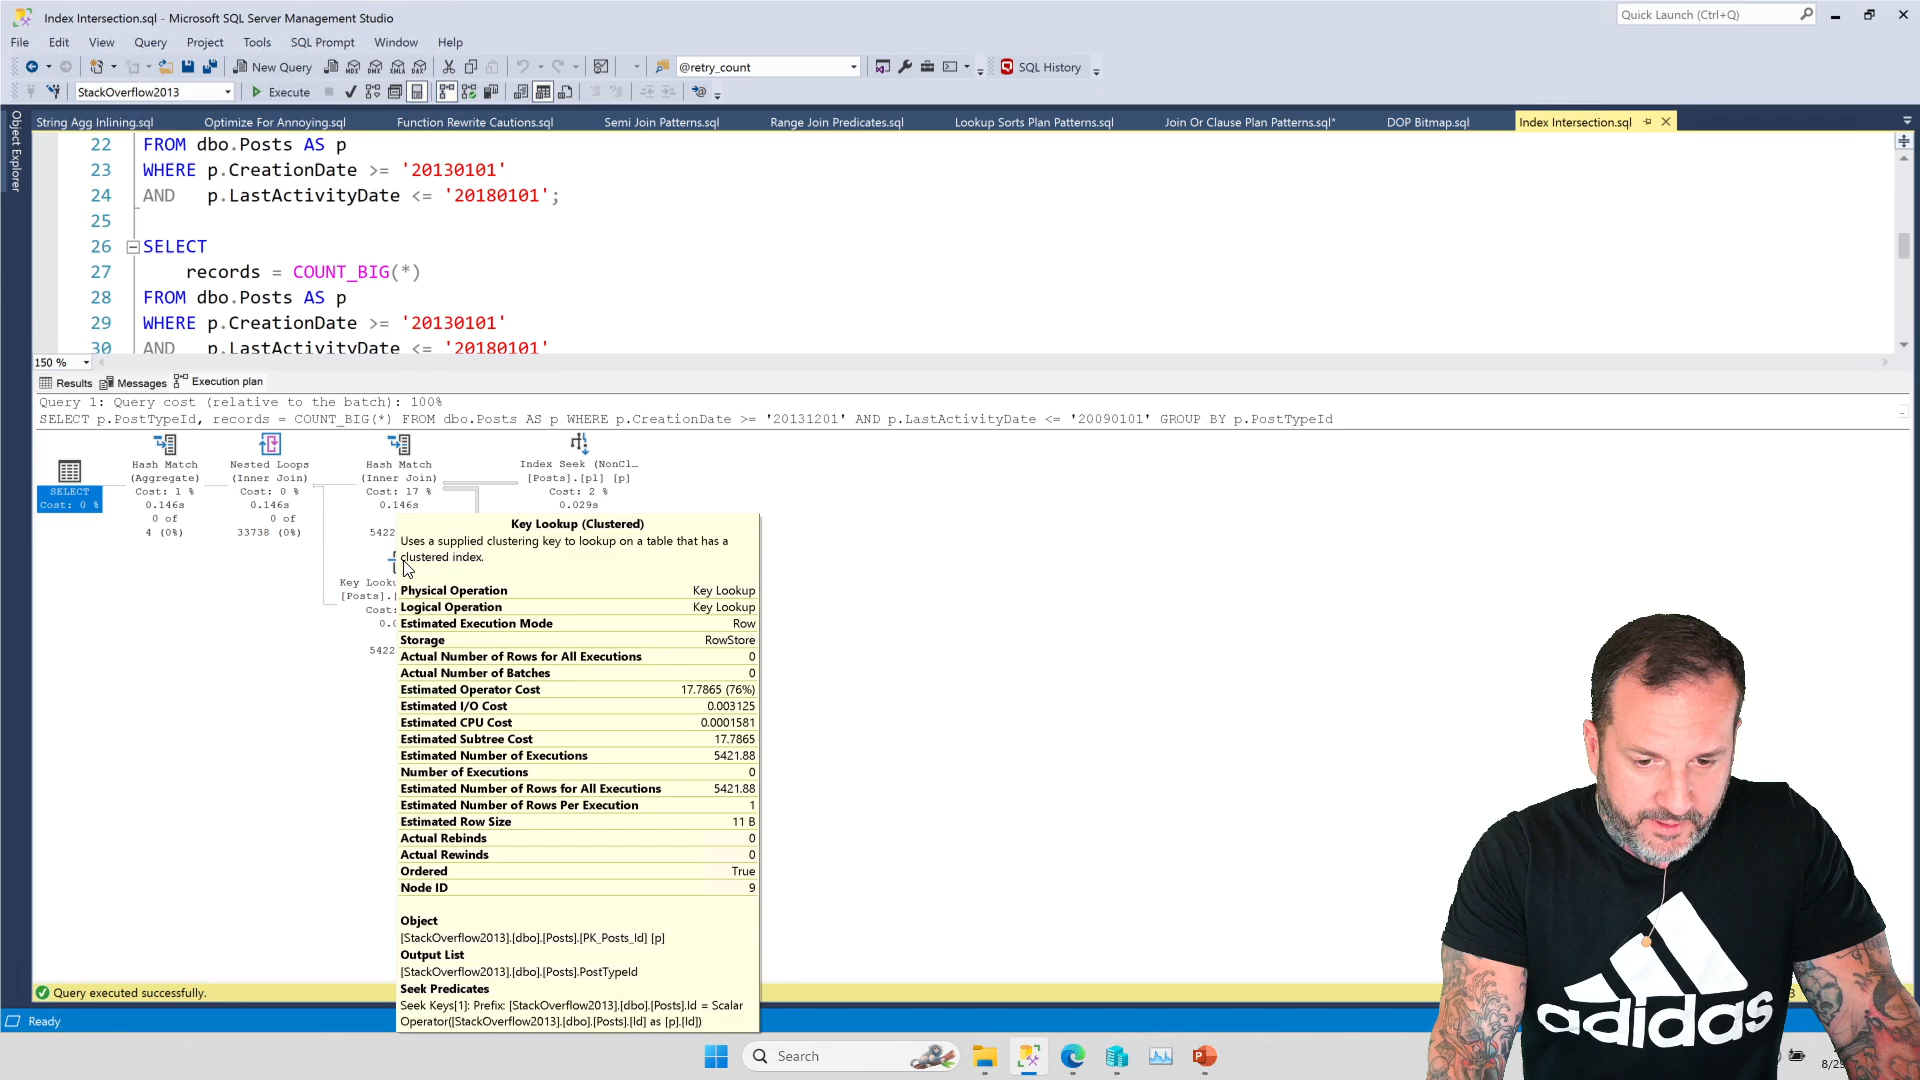 Index Intersection.sql - Microsoft SQL Server Management Studio
Quick Launch (Ctrl+Q)
File Edit View Query Project Tools SQL Prompt Window Help
New Query
@retry_count
SQL History
StackOverflow2013
Execute
String Agg Inlining.sql
Optimize For Annoying.sql
Function Rewrite Cautions.sql
Semi Join Patterns.sql
Range Join Predicates.sql
Lookup Sorts Plan Patterns.sql
Join Or Clause Plan Patterns.sql*
DOP Bitmap.sql
Index Intersection.sql
Object Explorer
22 FROM dbo.Posts AS p
23 WHERE p.CreationDate >= '20130101'
24 AND p.LastActivityDate <= '20180101';
25
26 SELECT
27 records = COUNT_BIG(*)
28 FROM dbo.Posts AS p
29 WHERE p.CreationDate >= '20130101'
30 AND p.LastActivityDate <= '20180101'
150 %
Results Messages Execution plan
Query 1: Query cost (relative to the batch): 100%
SELECT p.PostTypeId, records = COUNT_BIG(*) FROM dbo.Posts AS p WHERE p.CreationDate >= '20131201' AND p.LastActivityDate <= '20090101' GROUP BY p.PostTypeId
SELECT
Cost: 0 %
Hash Match
(Aggregate)
Cost: 1 %
0.146s
0 of
4 (0%)
Nested Loops
(Inner Join)
Cost: 0 %
0.146s
0 of
33738 (0%)
Hash Match
(Inner Join)
Cost: 17 %
0.146s
5422
Index Seek (NonCl...
[Posts].[p1] [p]
Cost: 2 %
0.029s
Key Looku
[Posts].[
Cost:
0.0
5422
Key Lookup (Clustered)
Uses a supplied clustering key to lookup on a table that has a
clustered index.
Physical Operation Key Lookup
Logical Operation Key Lookup
Estimated Execution Mode Row
Storage RowStore
Actual Number of Rows for All Executions 0
Actual Number of Batches 0
Estimated Operator Cost 17.7865 (76%)
Estimated I/O Cost 0.003125
Estimated CPU Cost 0.0001581
Estimated Subtree Cost 17.7865
Estimated Number of Executions 5421.88
Number of Executions 0
Estimated Number of Rows for All Executions 5421.88
Estimated Number of Rows Per Execution 1
Estimated Row Size 11 B
Actual Rebinds 0
Actual Rewinds 0
Ordered True
Node ID 9
Object
[StackOverflow2013].[dbo].[Posts].[PK_Posts_Id] [p]
Output List
[StackOverflow2013].[dbo].[Posts].PostTypeId
Seek Predicates
Seek Keys[1]: Prefix: [StackOverflow2013].[dbo].[Posts].Id = Scalar
Operator([StackOverflow2013].[dbo].[Posts].[Id] as [p].[Id])
Query executed successfully.
Ready
Search
adidas